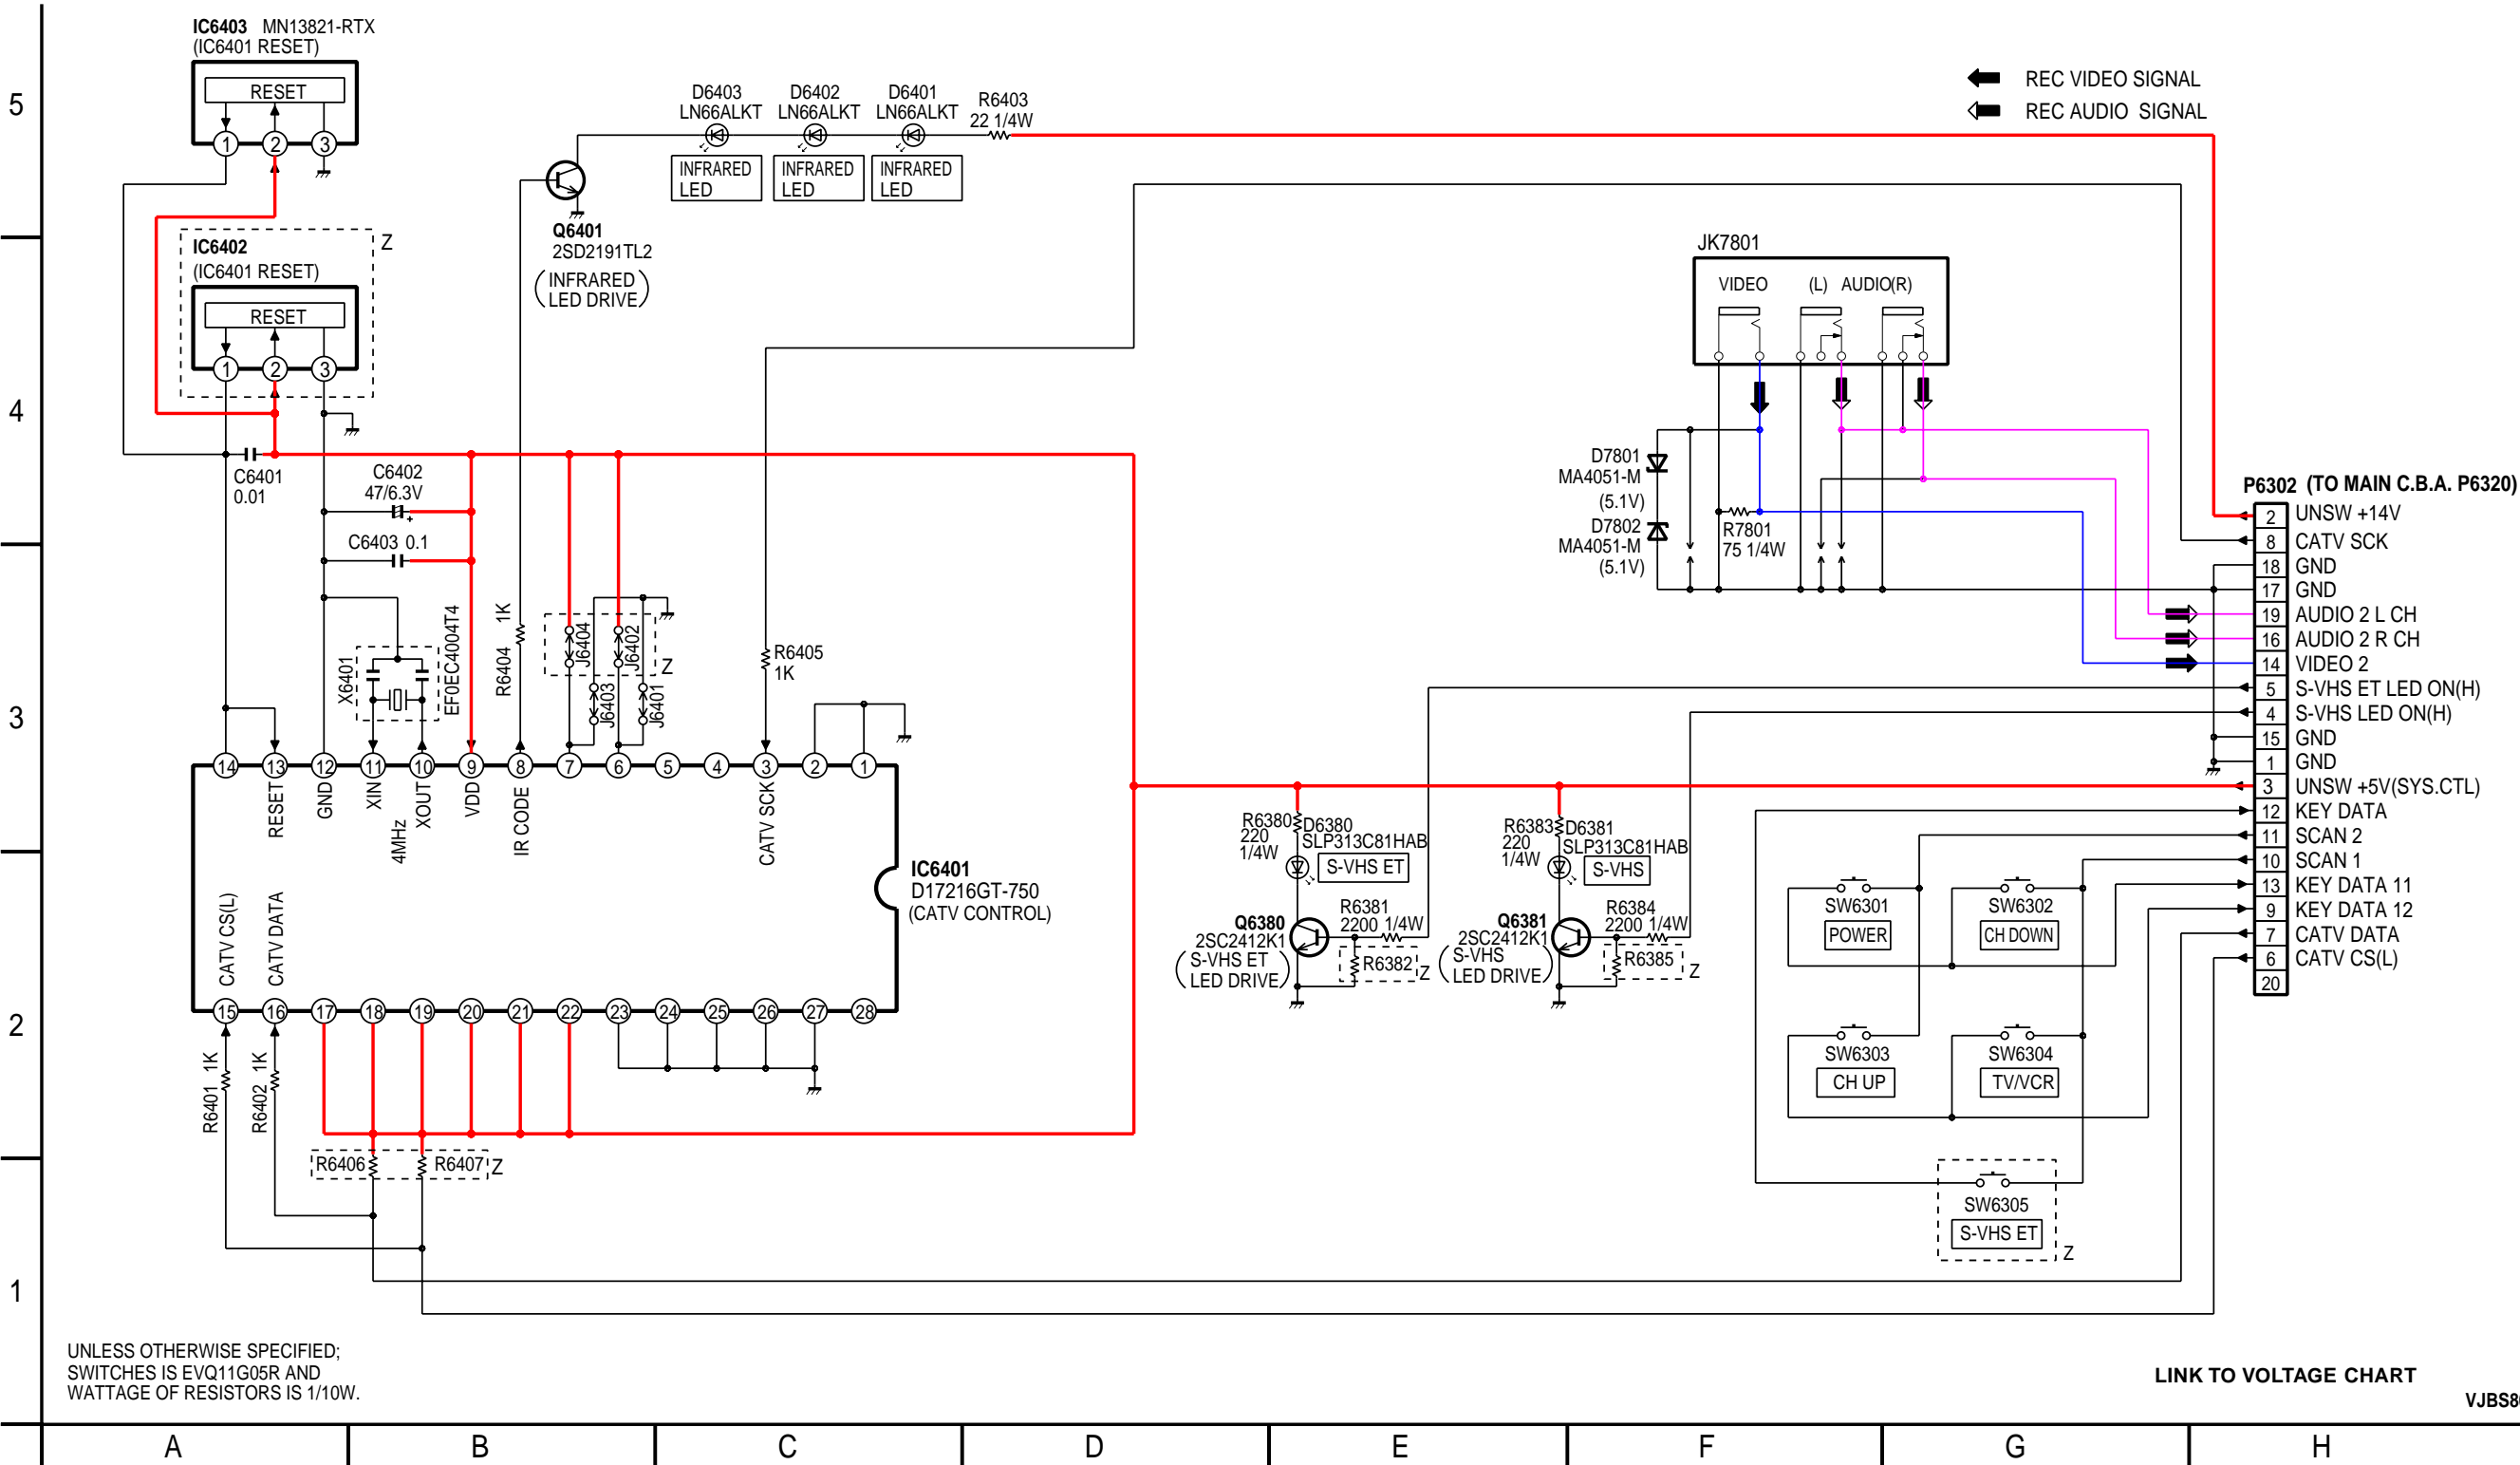 IC6403 MN13821-RTX
(IC6401 RESET)
RESET
1 2 3
IC6402
(IC6401 RESET)
RESET
1 2 3
Z
D6403
LN66ALKT
D6402
LN66ALKT
D6401
LN66ALKT
R6403
22 1/4W
INFRARED
LED
INFRARED
LED
INFRARED
LED
Q6401
2SD2191TL2
(INFRARED
LED DRIVE)
REC VIDEO SIGNAL
REC AUDIO SIGNAL
JK7801
VIDEO (L) AUDIO(R)
C6401
0.01
C6402
47/6.3V
+
C6403 0.1
X6401
EF0EC4004T4
R6404 1K
J6404
J6402
Z
J6403
J6401
R6405
1K
D7801
MA4051-M
(5.1V)
D7802
MA4051-M
(5.1V)
R7801
75 1/4W
P6302 (TO MAIN C.B.A. P6320)
2 UNSW +14V
8 CATV SCK
18 GND
17 GND
19 AUDIO 2 L CH
16 AUDIO 2 R CH
14 VIDEO 2
5 S-VHS ET LED ON(H)
4 S-VHS LED ON(H)
15 GND
1 GND
3 UNSW +5V(SYS.CTL)
12 KEY DATA
11 SCAN 2
10 SCAN 1
13 KEY DATA 11
9 KEY DATA 12
7 CATV DATA
6 CATV CS(L)
20
14 13 12 11 10 9 8 7 6 5 4 3 2 1
RESET
GND
XIN
4MHz
XOUT
VDD
IR CODE
CATV SCK
CATV CS(L)
CATV DATA
IC6401
D17216GT-750
(CATV CONTROL)
15 16 17 18 19 20 21 22 23 24 25 26 27 28
R6401 1K
R6402 1K
R6406
R6407
Z
R6380
220
1/4W
D6380
SLP313C81HAB
S-VHS ET
Q6380
2SC2412K1
(S-VHS ET
LED DRIVE)
R6381
2200 1/4W
R6382
Z
R6383
220
1/4W
D6381
SLP313C81HAB
S-VHS
Q6381
2SC2412K1
(S-VHS
LED DRIVE)
R6384
2200 1/4W
R6385
Z
SW6301
POWER
SW6302
CH DOWN
SW6303
CH UP
SW6304
TV/VCR
SW6305
S-VHS ET
Z
UNLESS OTHERWISE SPECIFIED;
SWITCHES IS EVQ11G05R AND
WATTAGE OF RESISTORS IS 1/10W.
LINK TO VOLTAGE CHART
5
4
3
2
1
A B C D E F G H